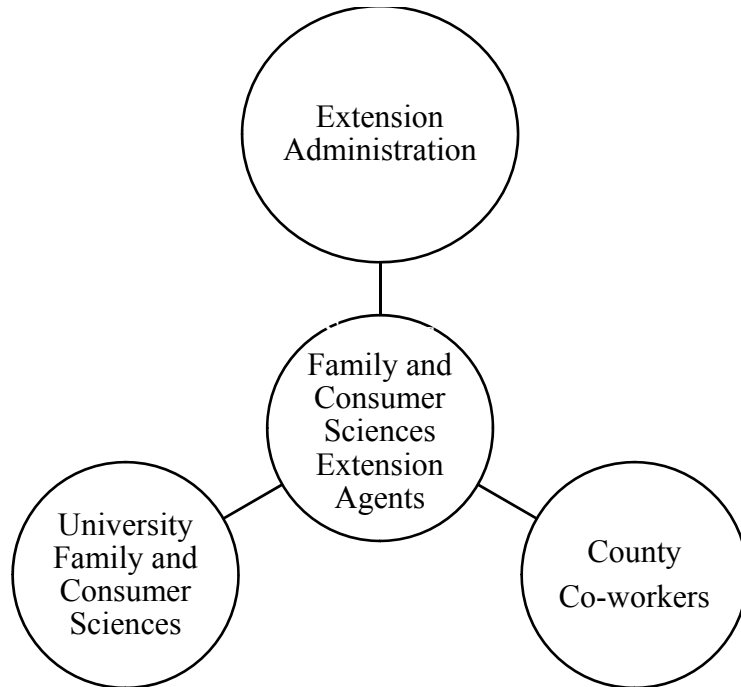 Extension
Administration
Family and
Consumer
Sciences
Extension
Agents
University
Family and
Consumer
Sciences
County
Co-workers